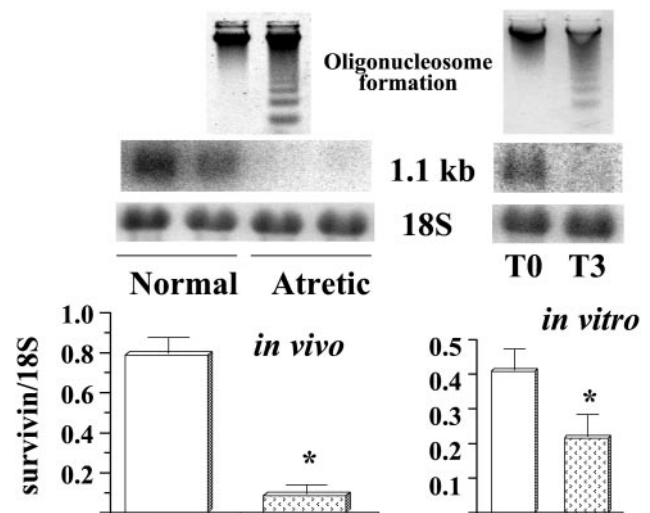 Oligonucleosome
formation
1.1 kb
18S
Normal Atretic
T0 T3
survivin/18S
1.0
0.8
0.6
0.4
0.2
in vivo
*
in vitro
0.5
0.4
0.3
0.2
0.1
*